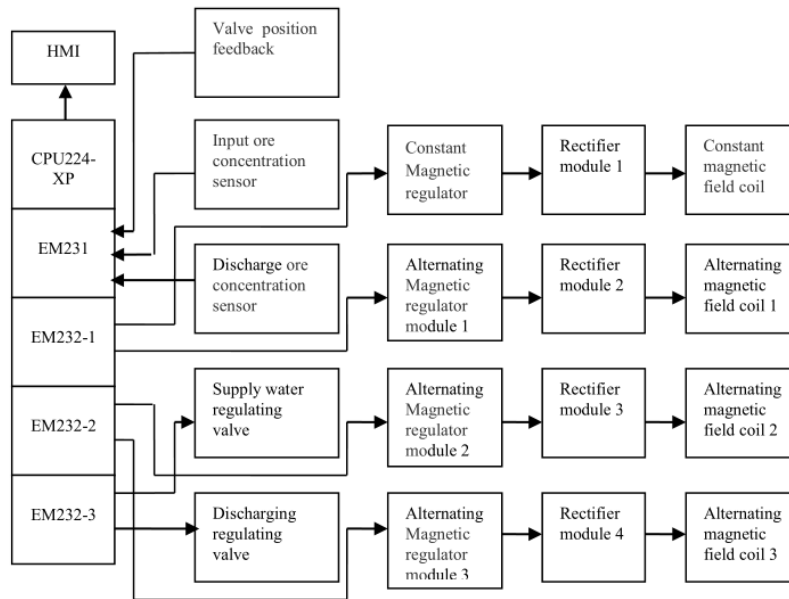 HMI
Valve position
feedback
CPU224-
XP
Input ore
concentration
sensor
Constant
Magnetic
regulator
Rectifier
module 1
Constant
magnetic
field coil
EM231
Discharge ore
concentration
sensor
Alternating
Magnetic
regulator
module 1
Rectifier
module 2
Alternating
magnetic
field coil 1
EM232-1
EM232-2
Supply water
regulating
valve
Alternating
Magnetic
regulator
module 2
Rectifier
module 3
Alternating
magnetic
field coil 2
EM232-3
Discharging
regulating
valve
Alternating
Magnetic
regulator
module 3
Rectifier
module 4
Alternating
magnetic
field coil 3